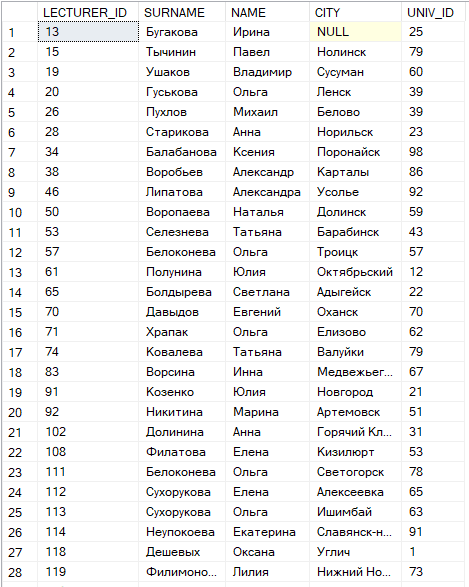 LECTURER_ID SURNAME NAME CITY UNIV_ID
1 13 Бугакова Ирина NULL 25
2 15 Тычинин Павел Нолинск 79
3 19 Ушаков Владимир Сусуман 60
4 20 Гуськова Ольга Ленск 39
5 26 Пухлов Михаил Белово 39
6 28 Старикова Анна Норильск 23
7 34 Балабанова Ксения Поронайск 98
8 38 Воробьев Александр Карталы 86
9 46 Липатова Александра Усолье 92
10 50 Воропаева Наталья Долинск 59
11 53 Селезнева Татьяна Барабинск 43
12 57 Белоконева Ольга Троицк 57
13 61 Полунина Юлия Октябрьский 12
14 65 Болдырева Светлана Адыгейск 22
15 70 Давыдов Евгений Оханск 70
16 71 Храпак Ольга Елизово 62
17 74 Ковалева Татьяна Валуйки 79
18 83 Ворсина Инна Медвежьег... 67
19 91 Козенко Юлия Новгород 21
20 92 Никитина Марина Артемовск 51
21 102 Долинина Анна Горячий Кл... 31
22 108 Филатова Елена Кизилюрт 53
23 111 Белоконева Ольга Светогорск 78
24 112 Сухорукова Елена Алексеевка 65
25 113 Сухорукова Ольга Ишимбай 63
26 114 Неупокоева Екатерина Славянск-н... 91
27 118 Дешевых Оксана Углич 1
28 119 Филимоно... Лилия Нижний Но... 73